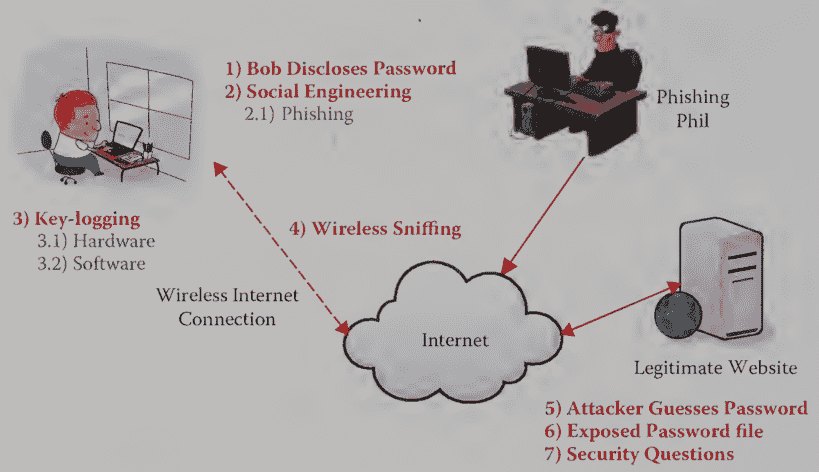 1) Bob Discloses Password
2) Social Engineering
2.1) Phishing
Phishing
Phil
3) Key-logging
3.1) Hardware
3.2) Software
4) Wireless Sniffing
Wireless Internet
Connection
Internet
Legitimate Website
5) Attacker Guesses Password
6) Exposed Password file
7) Security Questions